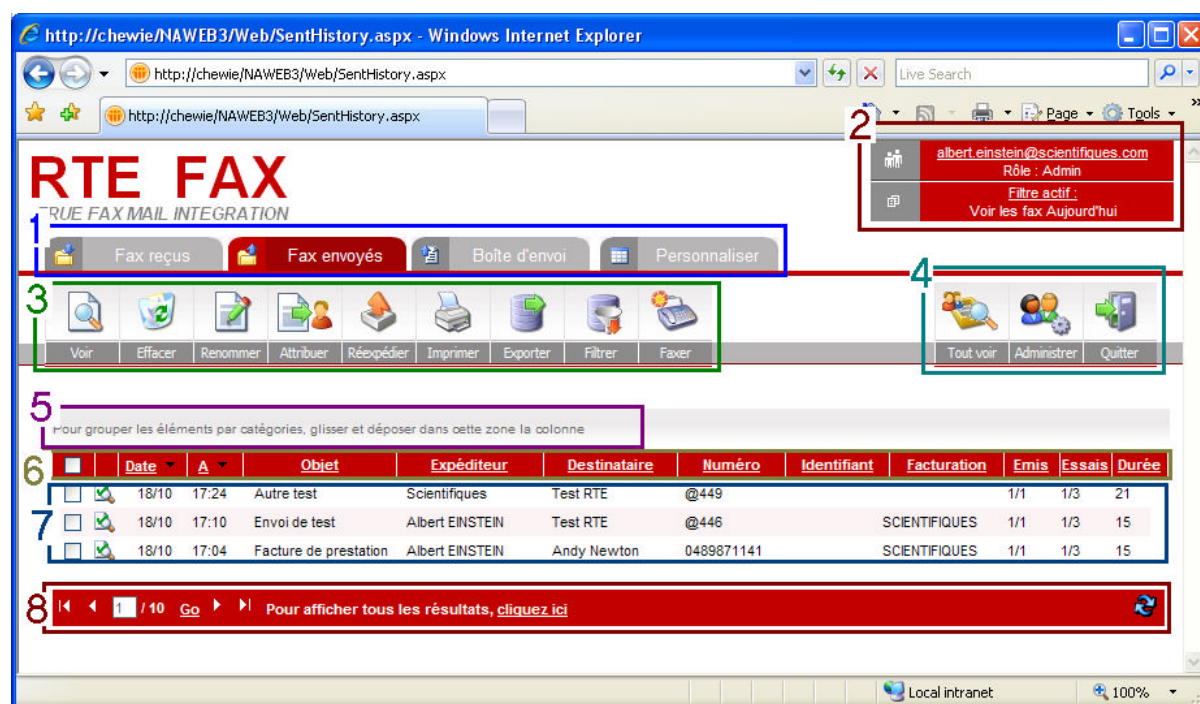 http://chewie/NAWEB3/Web/SentHistory.aspx - Windows Internet Explorer
http://chewie/NAWEB3/Web/SentHistory.aspx
Live Search
http://chewie/NAWEB3/Web/SentHistory.aspx
Page
Tools
»
2
albert.einstein@scientifiques.com
Rôle : Admin
Filtre actif :
Voir les fax Aujourd'hui
RTE FAX
TRUE FAX MAIL INTEGRATION
1
Fax reçus
Fax envoyés
Boîte d'envoi
Personnaliser
3
4
Voir Effacer Renommer Attribuer Réexpédier Imprimer Exporter Filtrer Faxer
Tout voir Administrer Quitter
5
Pour grouper les éléments par catégories, glisser et déposer dans cette zone la colonne
6
Date A Objet Expéditeur Destinataire Numéro Identifiant Facturation Emis Essais Durée
7
18/10 17:24 Autre test Scientifiques Test RTE @449 1/1 1/3 21
18/10 17:10 Envoi de test Albert EINSTEIN Test RTE @446 SCIENTIFIQUES 1/1 1/3 15
18/10 17:04 Facture de prestation Albert EINSTEIN Andy Newton 0489871141 SCIENTIFIQUES 1/1 1/3 15
8
1 / 10 Go Pour afficher tous les résultats, cliquez ici
Local intranet
100%